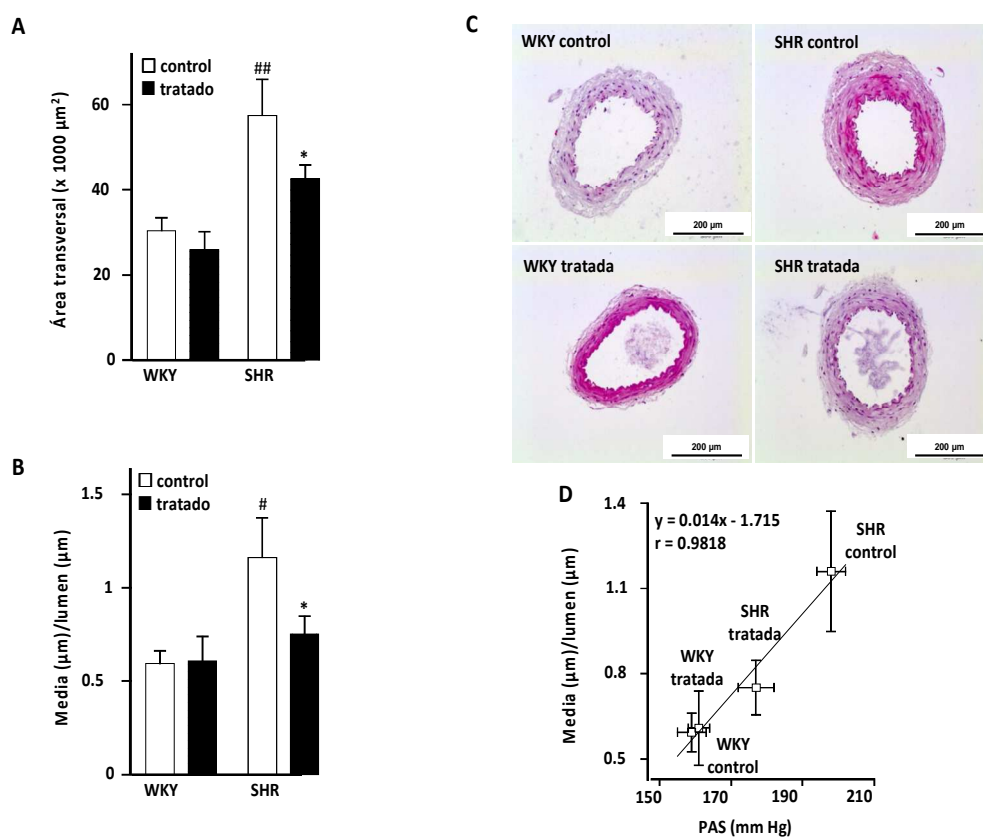 A
control
tratado
##
*
Área transversal (x 1000 µm²)
60
40
20
0
WKY
SHR
B
control
tratado
#
*
Media (µm)/lumen (µm)
1.5
1
0.5
0
WKY
SHR
C
WKY control
200 µm
SHR control
200 µm
WKY tratada
200 µm
SHR tratada
200 µm
D
y = 0.014x - 1.715
r = 0.9818
SHR
control
SHR
tratada
WKY
tratada
WKY
control
Media (µm)/lumen (µm)
1.4
1.1
0.8
0.5
150
170
190
210
PAS (mm Hg)